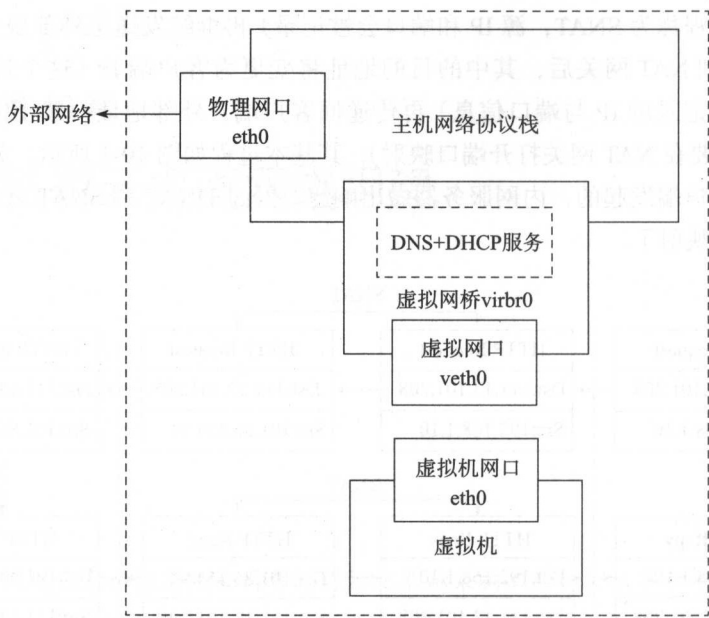 物理网口
eth0
外部网络
主机网络协议栈
DNS+DHCP服务
虚拟网桥virbr0
虚拟网口
veth0
虚拟机网口
eth0
虚拟机